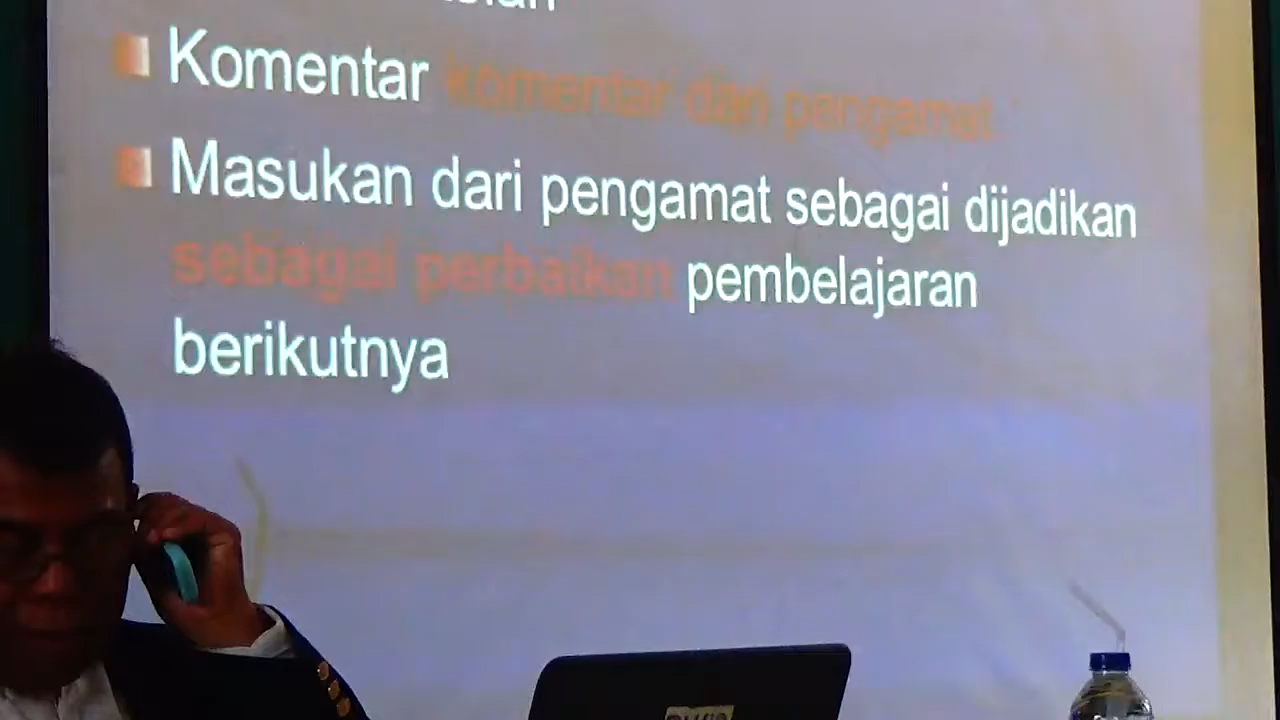 Komentar komentar dari pengamat.
Masukan dari pengamat sebagai dijadikan
sebagai perbaikan pembelajaran
berikutnya